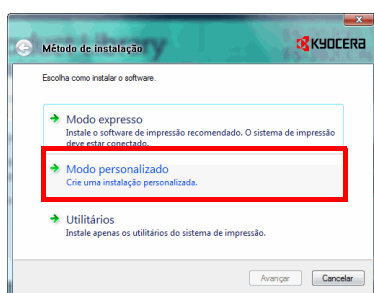 Método de instalação
KYOCERA
Escolha como instalar o software.
Modo expresso
Instale o software de impressão recomendado. O sistema de impressão
deve estar conectado.
Modo personalizado
Crie uma instalação personalizada.
Utilitários
Instale apenas os utilitários do sistema de impressão.
Avançar
Cancelar